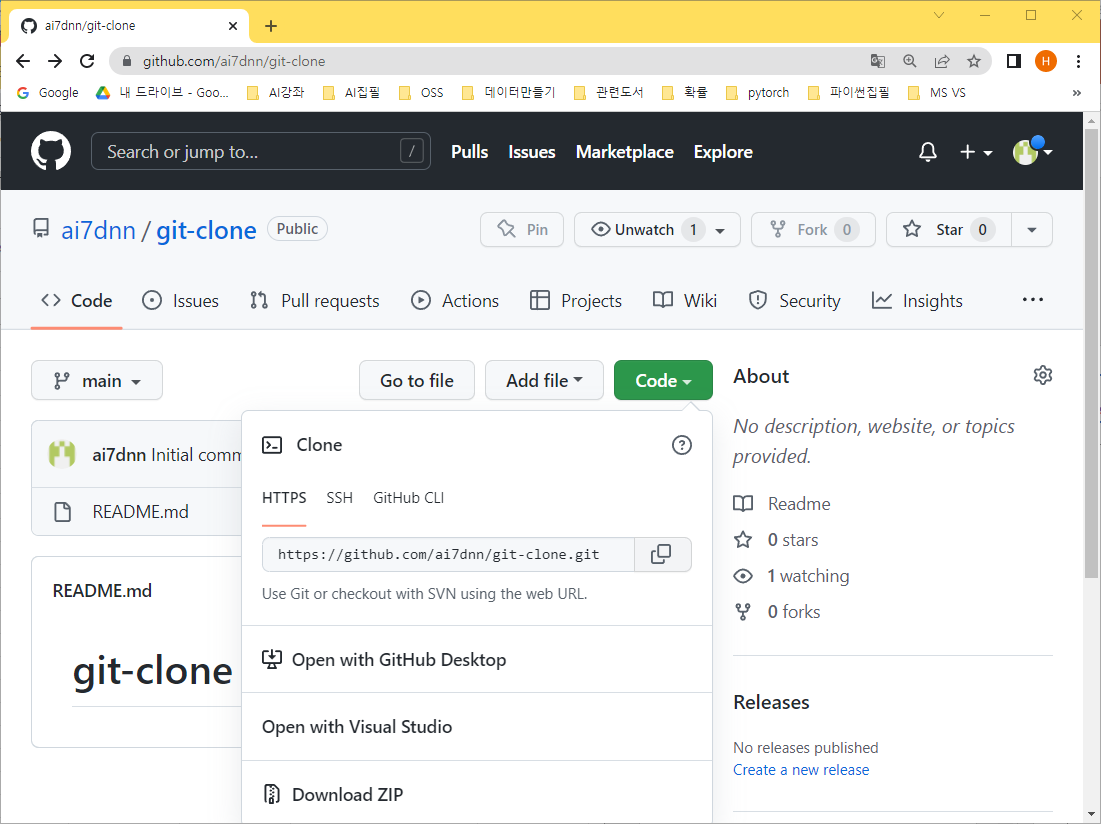 ai7dnn/git-clone
github.com/ai7dnn/git-clone
H
Google 내 드라이브 - Goo... AI강좌 AI집필 OSS 데이터만들기 관련도서 확률 pytorch 파이썬집필 MS VS »
Search or jump to... / Pulls Issues Marketplace Explore
ai7dnn / git-clone Public Pin Unwatch 1 Fork 0 Star 0
Code Issues Pull requests Actions Projects Wiki Security Insights ...
main Go to file Add file Code
About
No description, website, or topics
provided.
Readme
0 stars
1 watching
0 forks
Releases
No releases published
Create a new release
ai7dnn Initial comm
README.md
README.md
git-clone
Clone
HTTPS SSH GitHub CLI
https://github.com/ai7dnn/git-clone.git
Use Git or checkout with SVN using the web URL.
Open with GitHub Desktop
Open with Visual Studio
Download ZIP